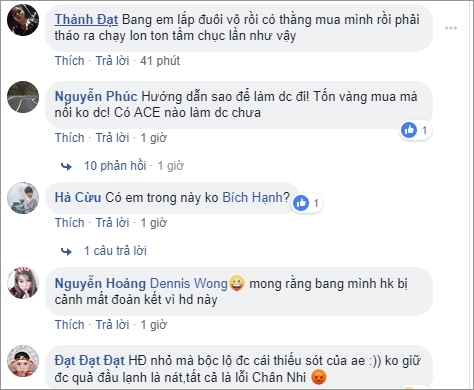 Thành Đạt Bang em lắp đuôi vô rồi có thằng mua mình rồi phải
tháo ra chạy lon ton tầm chục lần như vậy
Thích · Trả lời · 41 phút
Nguyễn Phúc Hướng dẫn sao để làm dc đi! Tốn vàng mua mà
nối ko dc! Có ACE nào làm dc chưa
1
Thích · Trả lời · 1 giờ
10 phản hồi · 1 giờ
Hà Cừu Có em trong này ko Bích Hạnh?
1
Thích · Trả lời · 1 giờ
1 câu trả lời
Nguyễn Hoàng Dennis Wong😀 mong rằng bang mình hk bị
cảnh mất đoàn kết vì hd này
Thích · Trả lời · 1 giờ
Đạt Đạt Đạt HĐ nhỏ mà bộc lộ đc cái thiếu sót của ae :)) ko giữ
đc quả đầu lạnh là nát,tất cả là lỗi Chân Nhi 😡